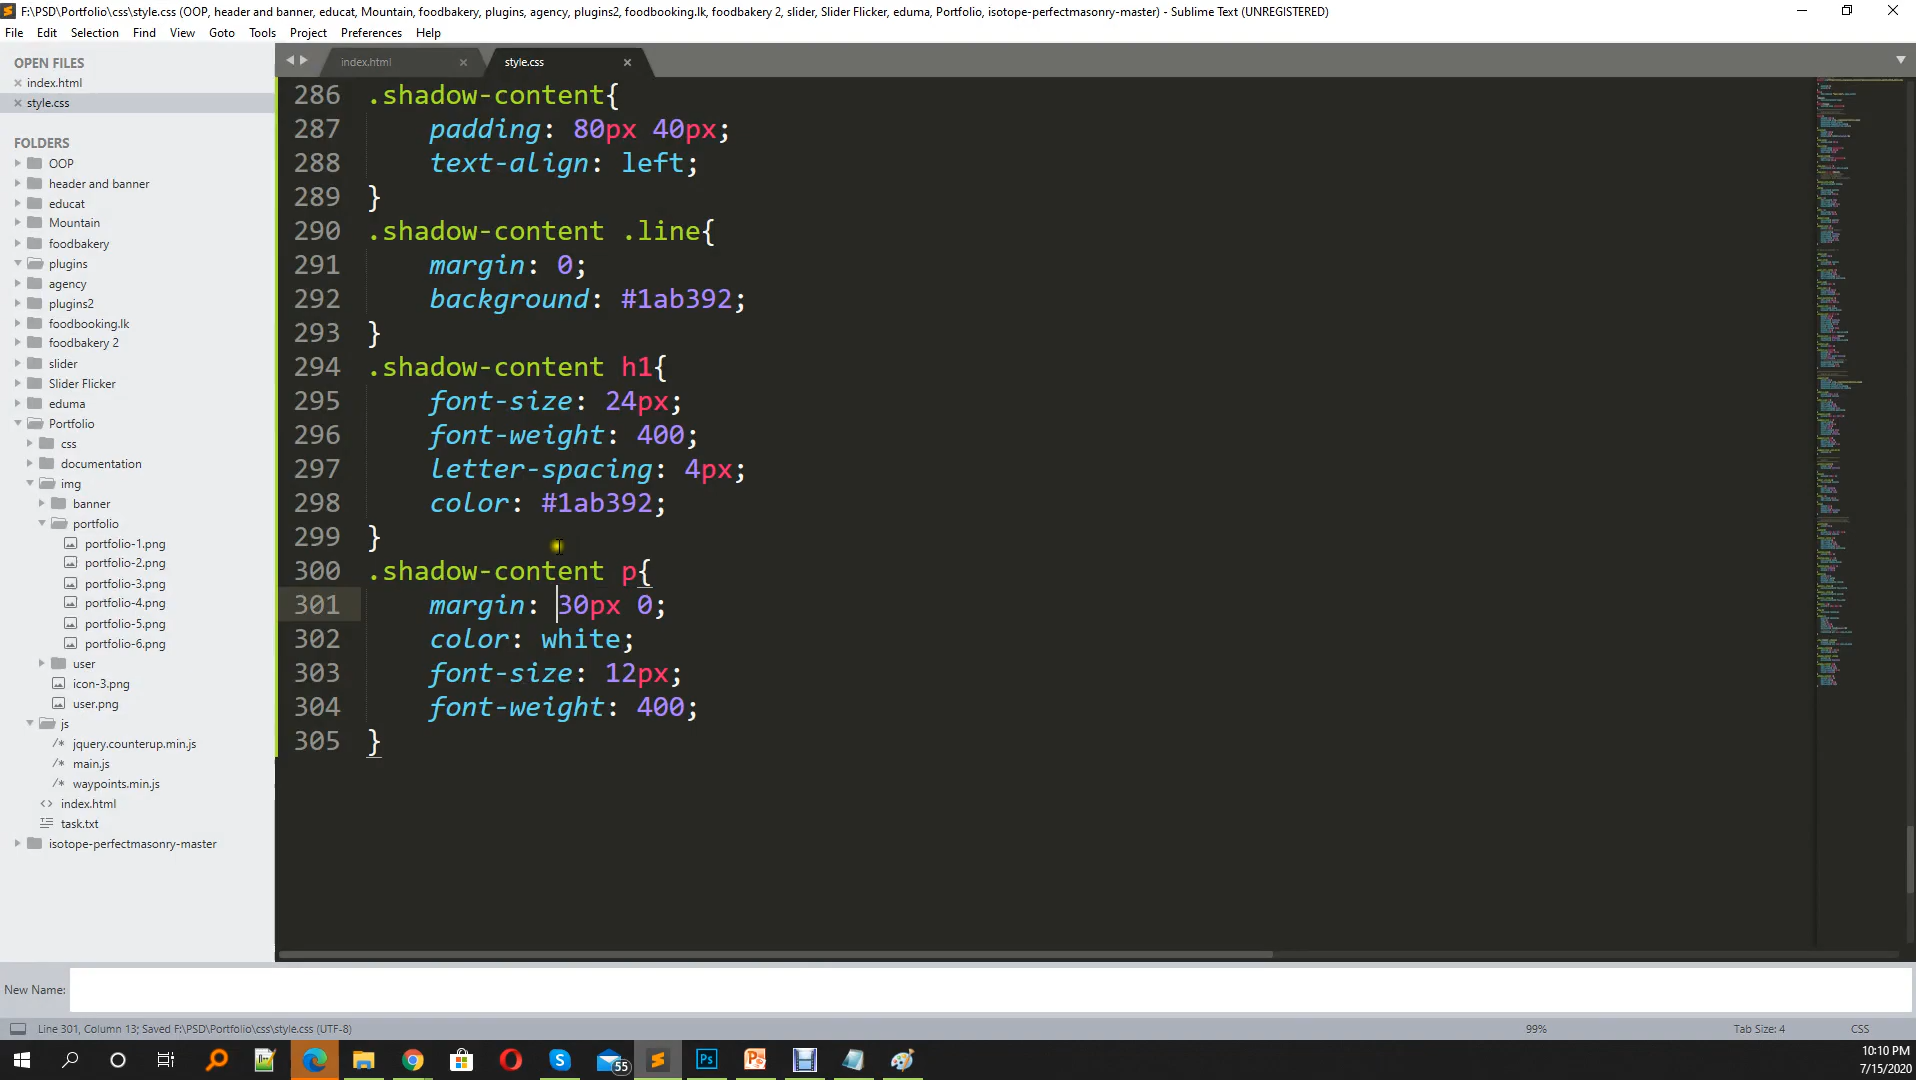 F:\PSD\Portfolio\css\style.css (OOP, header and banner, educat, Mountain, foodbakery, plugins, agency, plugins2, foodbooking.lk, foodbakery 2, slider, Slider Flicker, eduma, Portfolio, isotope-perfectmasonry-master) - Sublime Text (UNREGISTERED)
File Edit Selection Find View Goto Tools Project Preferences Help
OPEN FILES
index.html
style.css
FOLDERS
OOP
header and banner
educat
Mountain
foodbakery
plugins
agency
plugins2
foodbooking.lk
foodbakery 2
slider
Slider Flicker
eduma
Portfolio
css
documentation
img
banner
portfolio
portfolio-1.png
portfolio-2.png
portfolio-3.png
portfolio-4.png
portfolio-5.png
portfolio-6.png
user
icon-3.png
user.png
js
/* jquery.counterup.min.js
/* main.js
/* waypoints.min.js
<> index.html
task.txt
isotope-perfectmasonry-master
index.html style.css
286 .shadow-content{
287 padding: 80px 40px;
288 text-align: left;
289 }
290 .shadow-content .line{
291 margin: 0;
292 background: #1ab392;
293 }
294 .shadow-content h1{
295 font-size: 24px;
296 font-weight: 400;
297 letter-spacing: 4px;
298 color: #1ab392;
299 }
300 .shadow-content p{
301 margin: 30px 0;
302 color: white;
303 font-size: 12px;
304 font-weight: 400;
305 }
New Name:
Line 301, Column 13; Saved F:\PSD\Portfolio\css\style.css (UTF-8) 99% Tab Size: 4 CSS
55
10:10 PM
7/15/2020